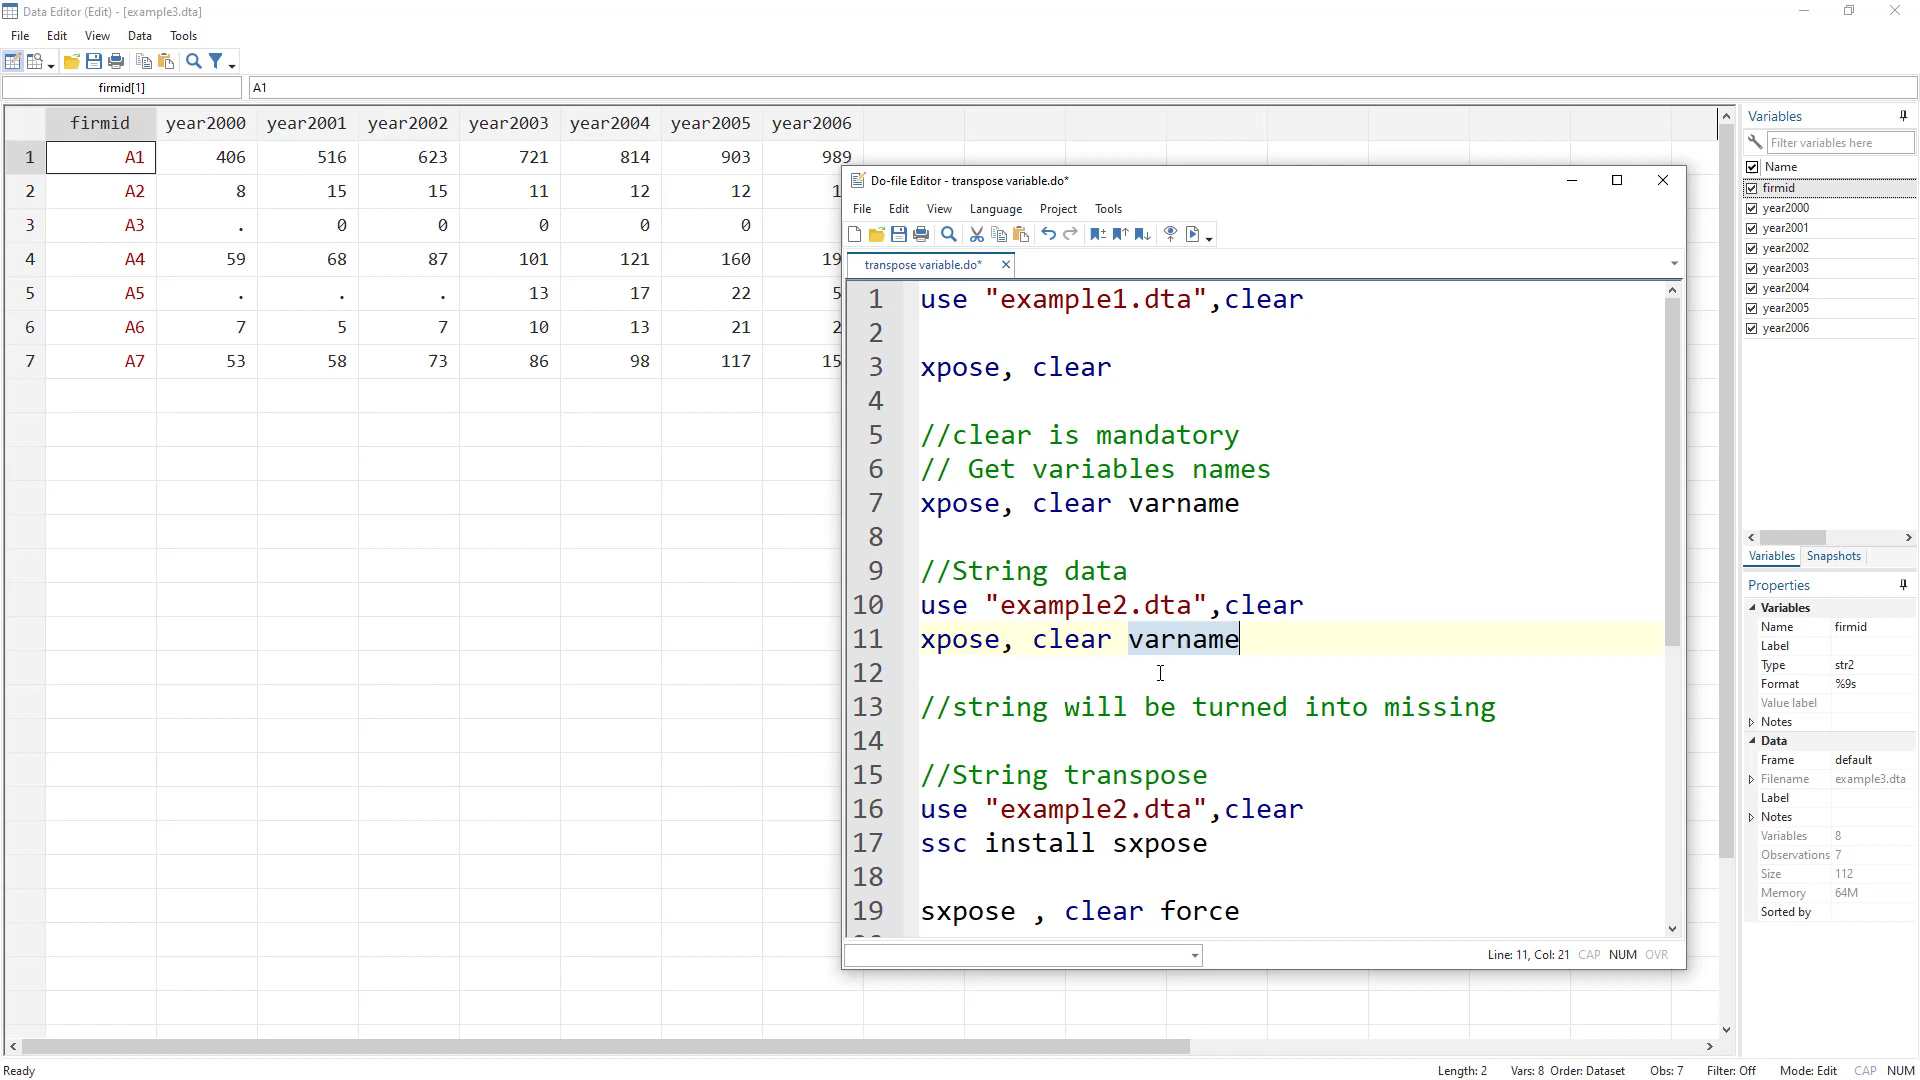 Data Editor (Edit) - [example3.dta]
File Edit View Data Tools
firmid[1] A1
firmid year2000 year2001 year2002 year2003 year2004 year2005 year2006
1 A1 406 516 623 721 814 903 989
2 A2 8 15 15 11 12 12 1
3 A3 . 0 0 0 0 0
4 A4 59 68 87 101 121 160 19
5 A5 . . . 13 17 22 5
6 A6 7 5 7 10 13 21 2
7 A7 53 58 73 86 98 117 15
Do-file Editor - transpose variable.do*
File Edit View Language Project Tools
transpose variable.do*
1 use "example1.dta",clear
2
3 xpose, clear
4
5 //clear is mandatory
6 // Get variables names
7 xpose, clear varname
8
9 //String data
10 use "example2.dta",clear
11 xpose, clear varname
12
13 //string will be turned into missing
14
15 //String transpose
16 use "example2.dta",clear
17 ssc install sxpose
18
19 sxpose , clear force
Line: 11, Col: 21 CAP NUM OVR
Variables
Filter variables here
Name
firmid
year2000
year2001
year2002
year2003
year2004
year2005
year2006
Variables Snapshots
Properties
Variables
Name firmid
Label
Type str2
Format %9s
Value label
Notes
Data
Frame default
Filename example3.dta
Label
Notes
Variables 8
Observations 7
Size 112
Memory 64M
Sorted by
Ready Length: 2 Vars: 8 Order: Dataset Obs: 7 Filter: Off Mode: Edit CAP NUM